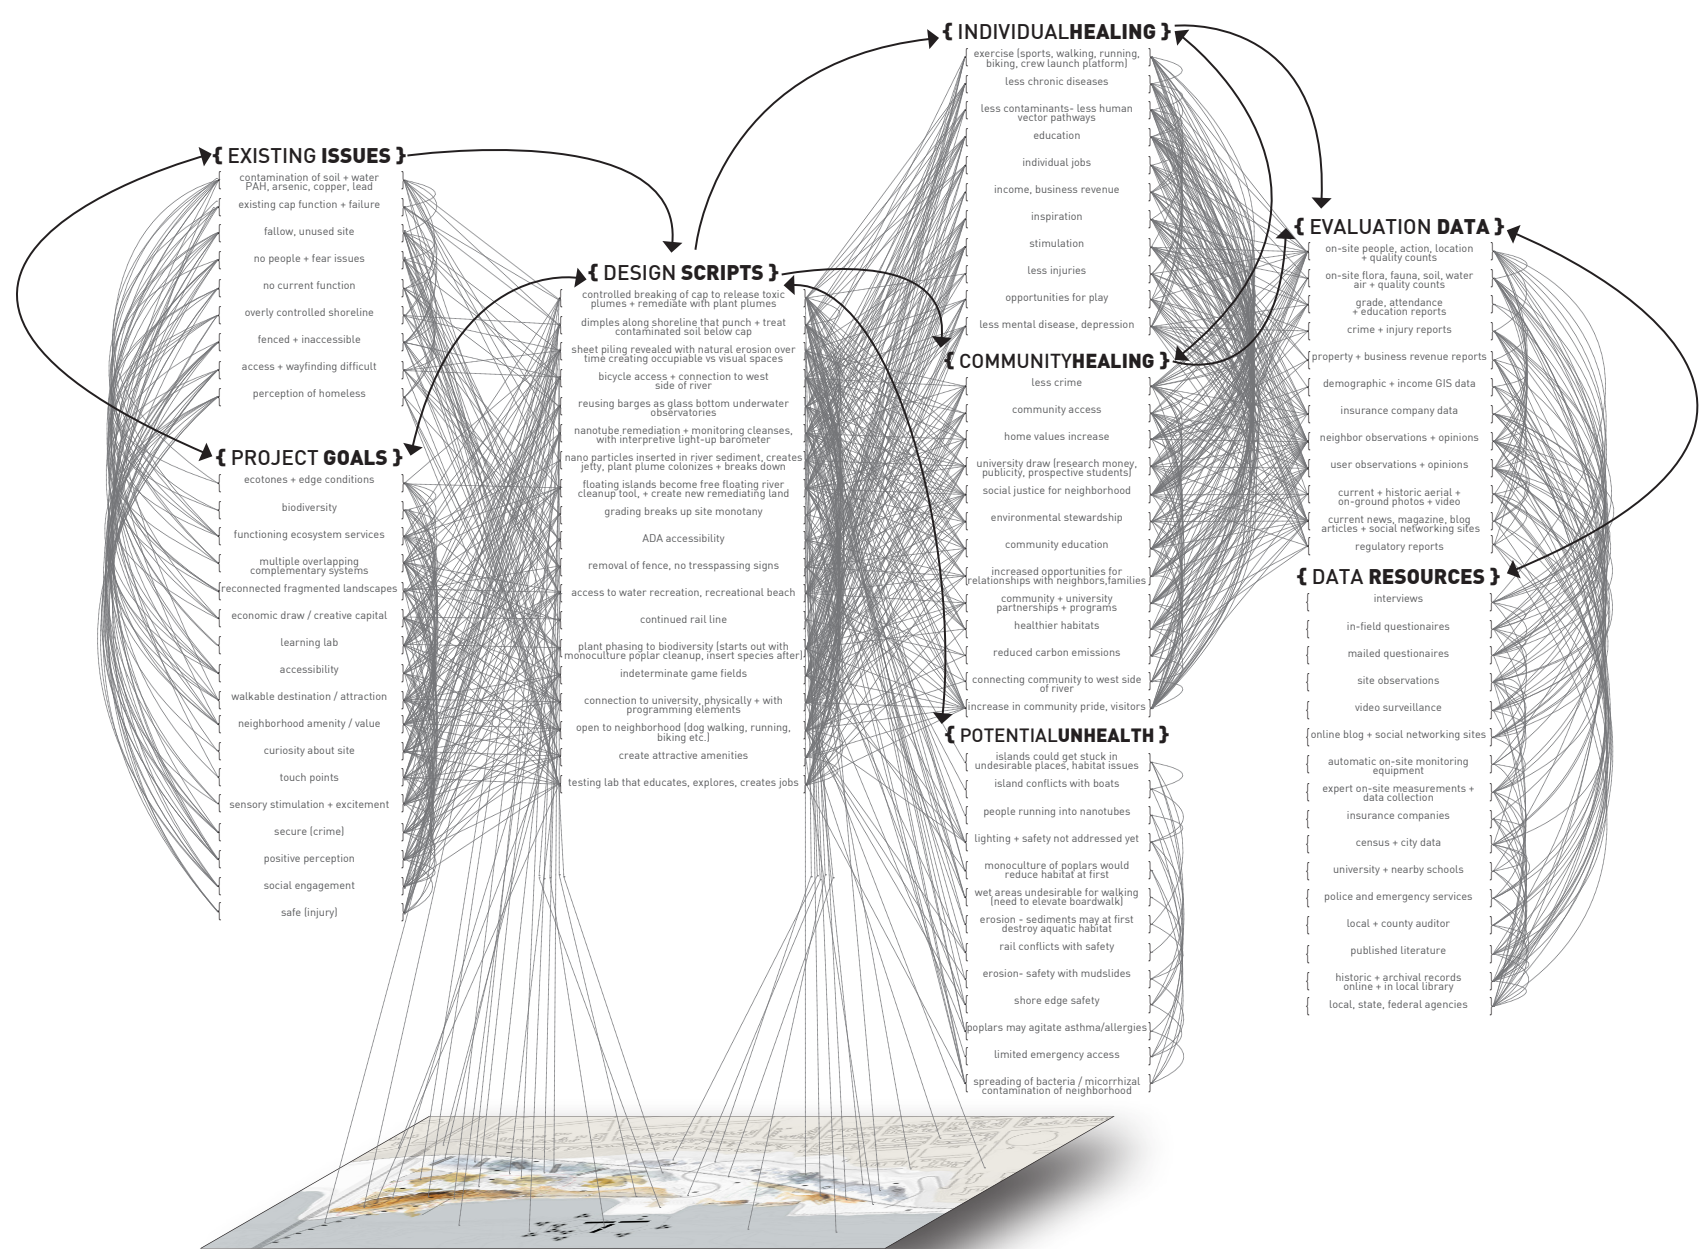 { EXISTING ISSUES }
contamination of soil + water
PAH, arsenic, copper, lead
existing cap function + failure
fallow, unused site
no people + fear issues
no current function
overly controlled shoreline
fenced + inaccessible
access + wayfinding difficult
perception of homeless
{ PROJECT GOALS }
ecotones + edge conditions
biodiversity
functioning ecosystem services
multiple overlapping
complementary systems
reconnected fragmented landscapes
economic draw / creative capital
learning lab
accessibility
walkable destination / attraction
neighborhood amenity / value
curiosity about site
touch points
sensory stimulation + excitement
secure (crime)
positive perception
social engagement
safe (injury)
{ DESIGN SCRIPTS }
controlled breaking of cap to release toxic
plumes + remediate with plant plumes
dimples along shoreline that punch + treat
contaminated soil below cap
sheet piling revealed with natural erosion over
time creating occupiable vs visual spaces
bicycle access + connection to west
side of river
reusing barges as glass bottom underwater
observatories
nanotube remediation + monitoring cleanses,
with interpretive light-up barometer
nano particles inserted in river sediment, creates
jetty, plant plume colonizes + breaks down
floating islands become free floating river
cleanup tool, + create new remediating land
grading breaks up site monotany
ADA accessibility
removal of fence, no tresspassing signs
access to water recreation, recreational beach
continued rail line
plant phasing to biodiversity (starts out with
monoculture poplar cleanup, insert species after)
indeterminate game fields
connection to university, physically + with
programming elements
open to neighborhood (dog walking, running,
biking etc.)
create attractive amenities
testing lab that educates, explores, creates jobs
{ INDIVIDUALHEALING }
exercise (sports, walking, running,
biking, crew launch platform)
less chronic diseases
less contaminants- less human
vector pathways
education
individual jobs
income, business revenue
inspiration
stimulation
less injuries
opportunities for play
less mental disease, depression
{ COMMUNITYHEALING }
less crime
community access
home values increase
university draw (research money,
publicity, prospective students)
social justice for neighborhood
environmental stewardship
community education
increased opportunities for
relationships with neighbors,families
community + university
partnerships + programs
healthier habitats
reduced carbon emissions
connecting community to west side
of river
increase in community pride, visitors
{ POTENTIALUNHEALTH }
islands could get stuck in
undesirable places, habitat issues
island conflicts with boats
people running into nanotubes
lighting + safety not addressed yet
monoculture of poplars would
reduce habitat at first
wet areas undesirable for walking
(need to elevate boardwalk)
erosion - sediments may at first
destroy aquatic habitat
rail conflicts with safety
erosion- safety with mudslides
shore edge safety
poplars may agitate asthma/allergies
limited emergency access
spreading of bacteria / micorrhizal
contamination of neighborhood
{ EVALUATION DATA }
on-site people, action, location
+ quality counts
on-site flora, fauna, soil, water
air + quality counts
grade, attendance
+ education reports
crime + injury reports
property + business revenue reports
demographic + income GIS data
insurance company data
neighbor observations + opinions
user observations + opinions
current + historic aerial +
on-ground photos + video
current news, magazine, blog
articles + social networking sites
regulatory reports
{ DATA RESOURCES }
interviews
in-field questionaires
mailed questionaires
site observations
video surveillance
online blog + social networking sites
automatic on-site monitoring
equipment
expert on-site measurements +
data collection
insurance companies
census + city data
university + nearby schools
police and emergency services
local + county auditor
published literature
historic + archival records
online + in local library
local, state, federal agencies